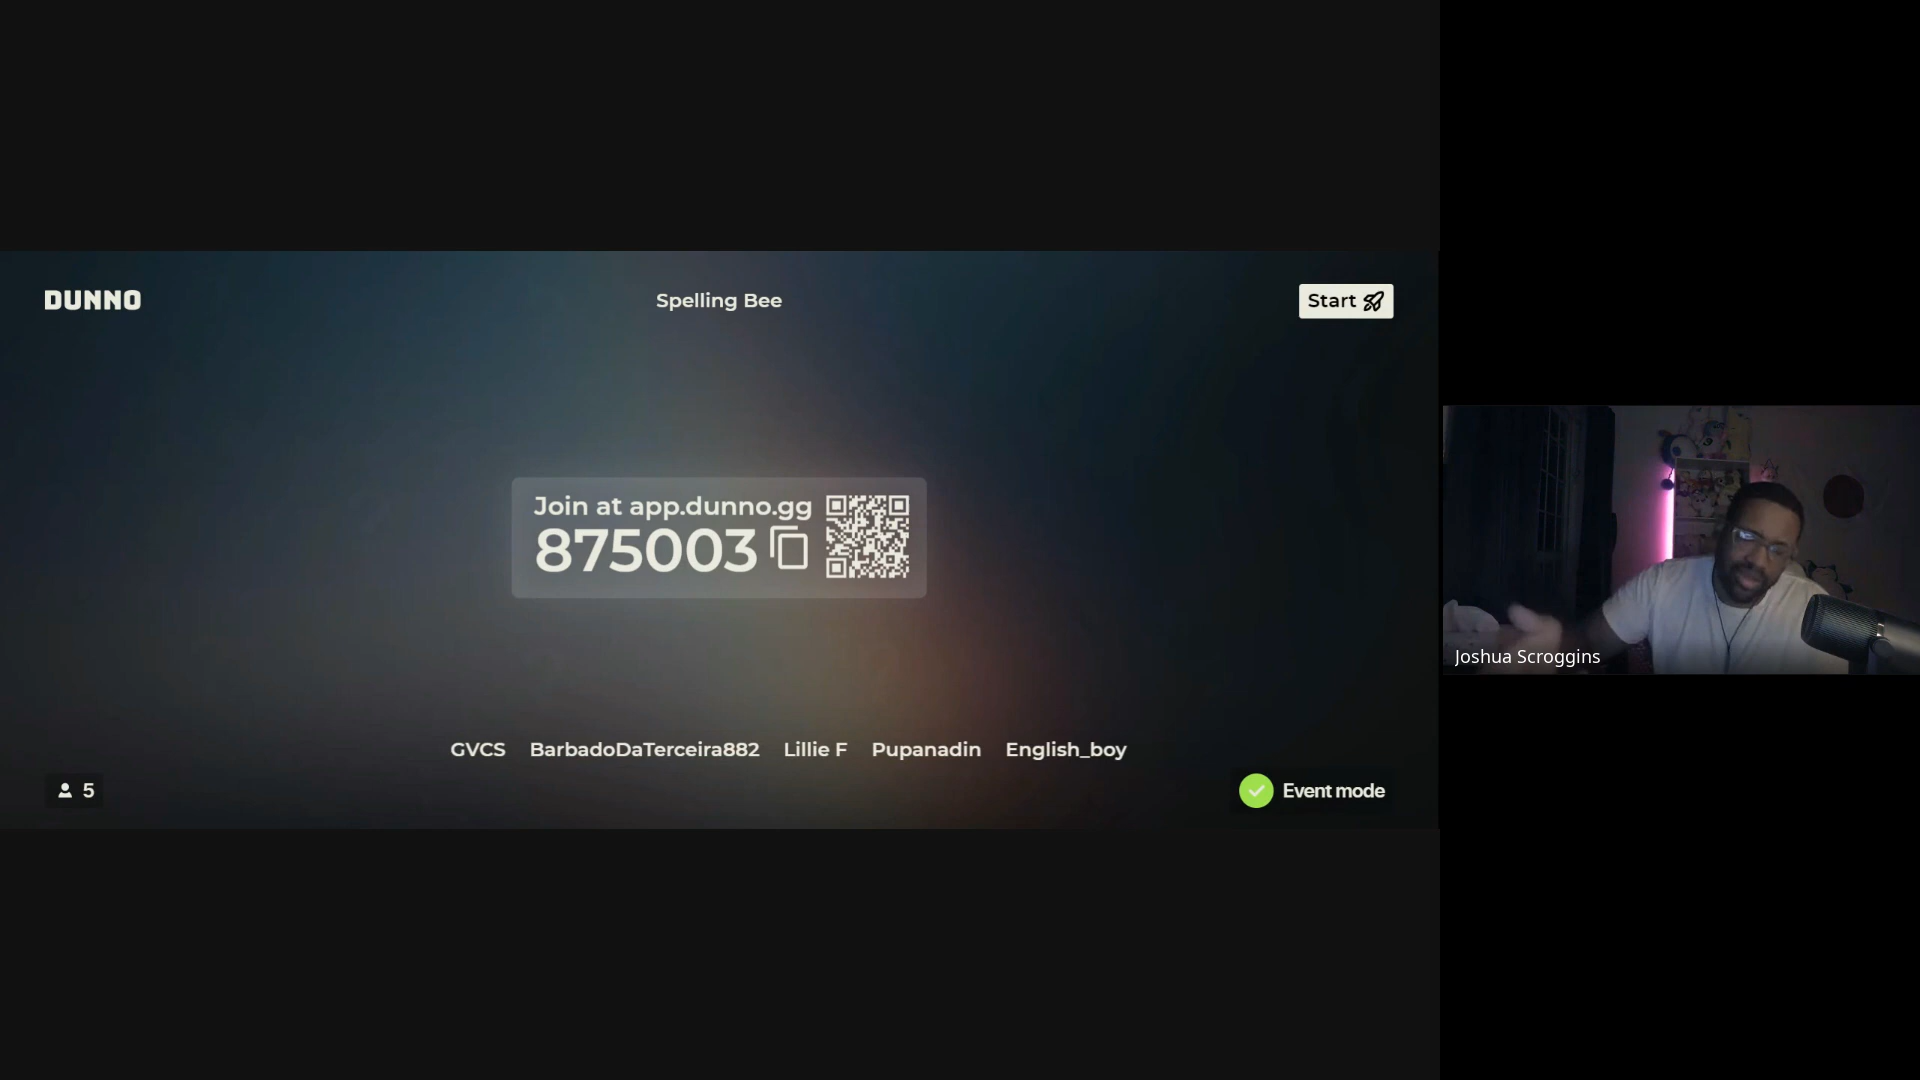 DUNNO
Spelling Bee
Start
Join at app.dunno.gg
875003
GVCS BarbadoDaTerceira882 Lillie F Pupanadin English_boy
5
Event mode
Joshua Scroggins